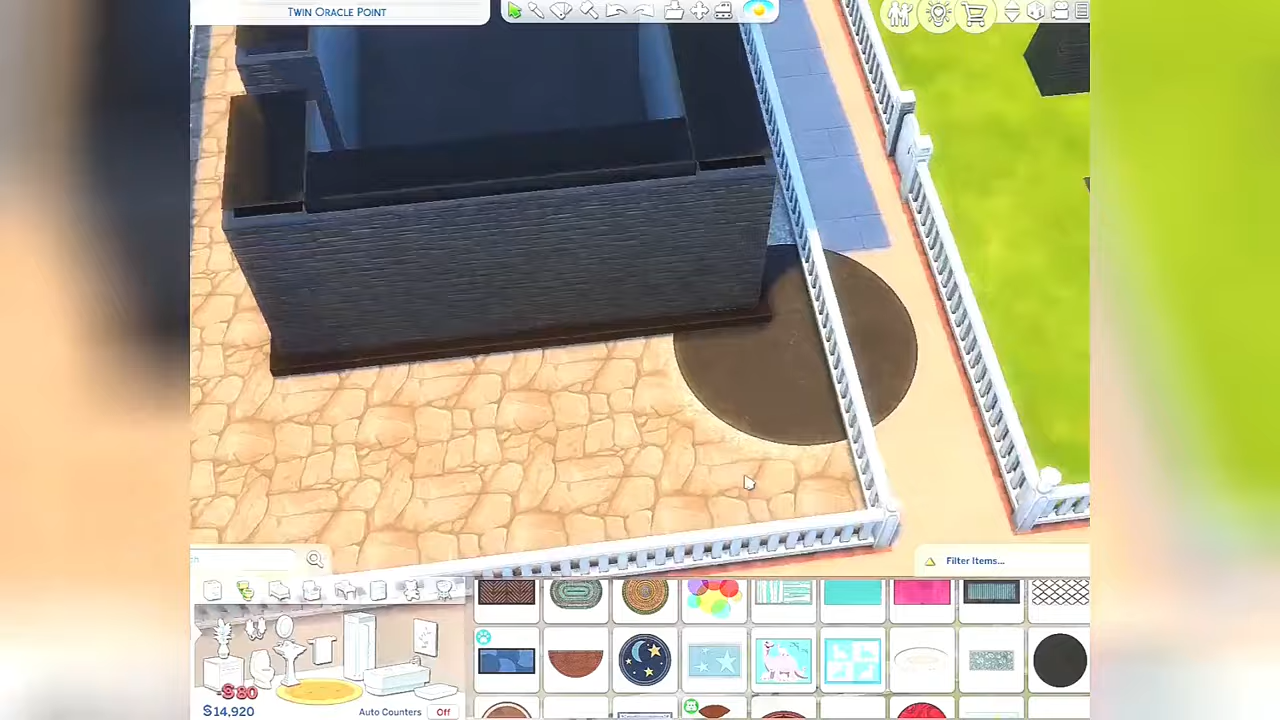 TWIN ORACLE POINT
Filter Items...
-§80
§14,920
Auto Counters Off